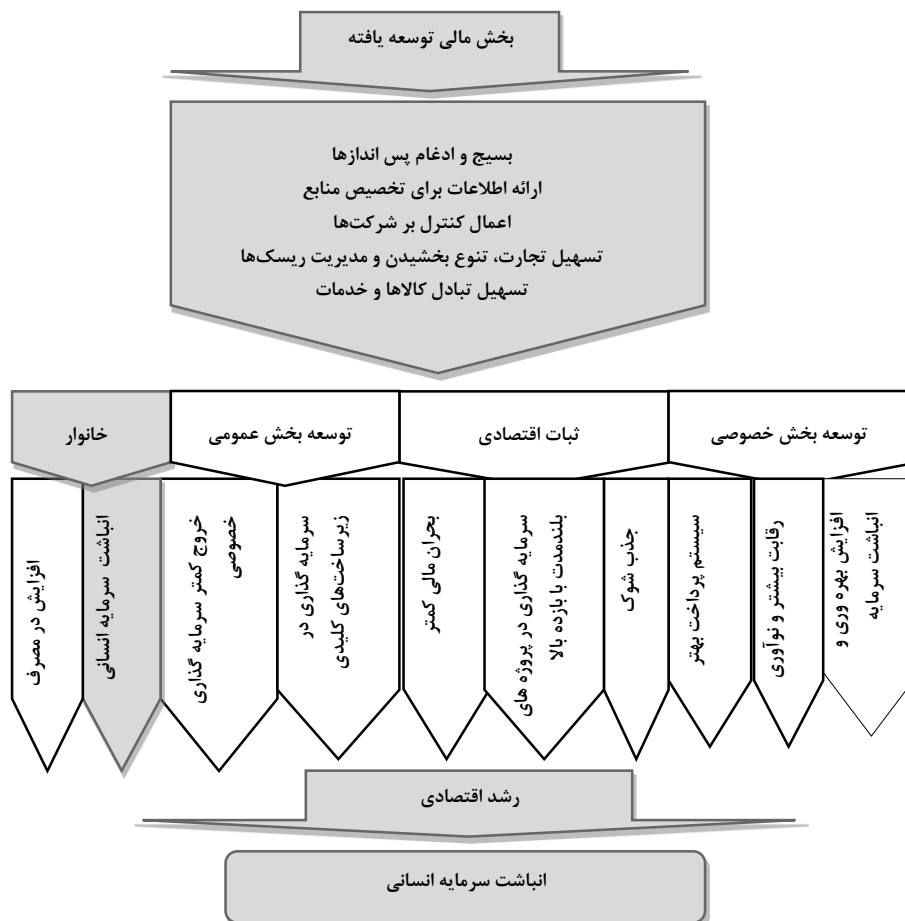 بخش مالی توسعه یافته
بسیج و ادغام پس اندازها
ارائه اطلاعات برای تخصیص منابع
اعمال کنترل بر شرکت‌ها
تسهیل تجارت، تنوع بخشیدن و مدیریت ریسک‌ها
تسهیل تبادل کالاها و خدمات
توسعه بخش خصوصی
ثبات اقتصادی
توسعه بخش عمومی
خانوار
افزایش بهره وری و
انباشت سرمایه
رقابت بیشتر و نوآوری
سیستم پرداخت بهتر
جذب شوک
سرمایه گذاری در پروژه های
بلندمدت با بازده بالا
بحران مالی کمتر
سرمایه گذاری در
زیرساخت‌های کلیدی
خروج کمتر سرمایه گذاری
خصوصی
انباشت سرمایه انسانی
افزایش در مصرف
رشد اقتصادی
انباشت سرمایه انسانی